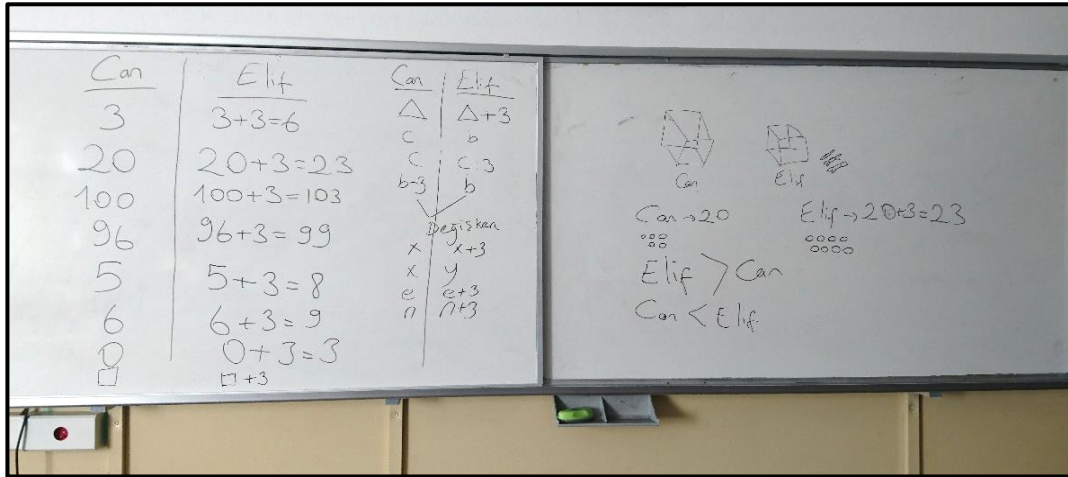 Can Elif
3 3+3=6
20 20+3=23
100 100+3=103
96 96+3=99
5 5+3=8
6 6+3=9
0 0+3=3
□ □+3
Can Elif
△ △+3
c b
c c+3
b-3 b
Değişken
x x+3
x y
e e+3
n n+3
Can Elif
Can→20 Elif→20+3=23
Elif > Can
Can < Elif